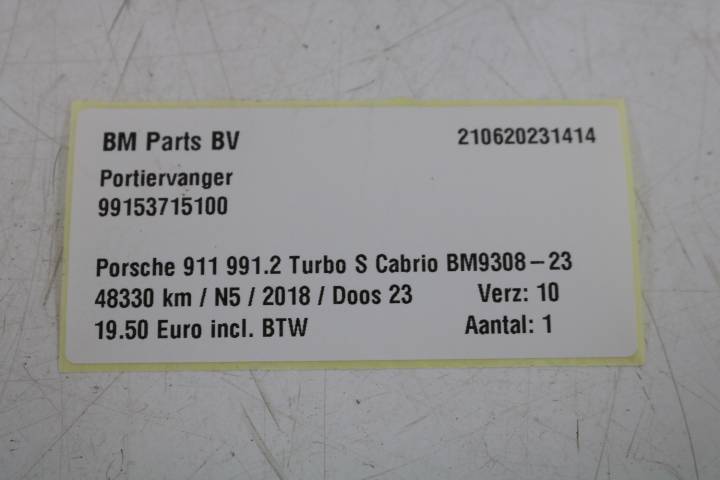 BM Parts BV 210620231414
Portiervanger
99153715100
Porsche 911 991.2 Turbo S Cabrio BM9308-23
48330 km / N5 / 2018 / Doos 23 Verz: 10
19.50 Euro incl. BTW Aantal: 1